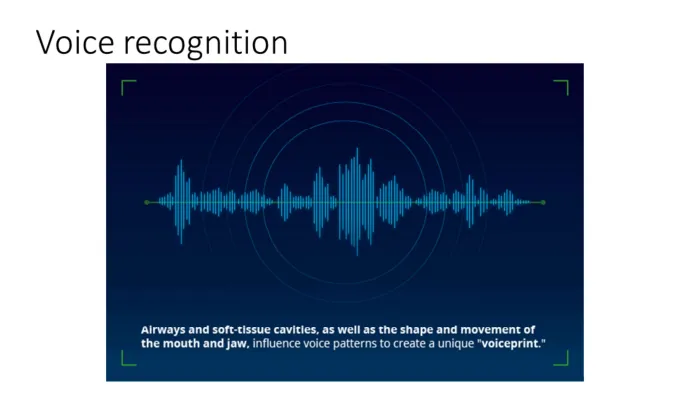 Voice recognition
Airways and soft-tissue cavities, as well as the shape and movement of
the mouth and jaw, influence voice patterns to create a unique "voiceprint."